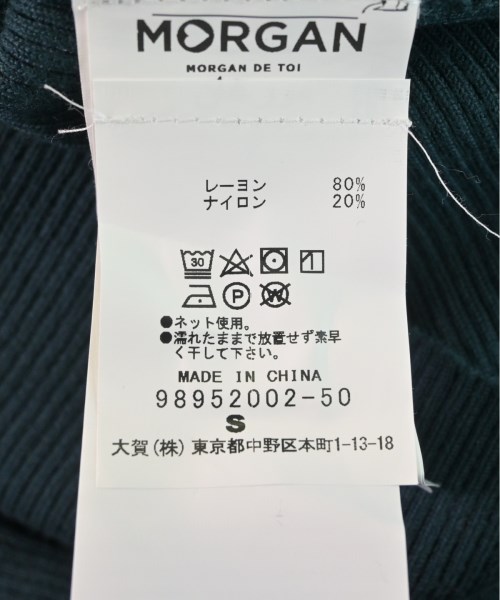 MORGAN
MORGAN DE TOI
レーヨン 80%
ナイロン 20%
30
P W
●ネット使用。
●濡れたままで放置せず素早
く干して下さい。
MADE IN CHINA
98952002-50
S
大賀(株) 東京都中野区本町1-13-18